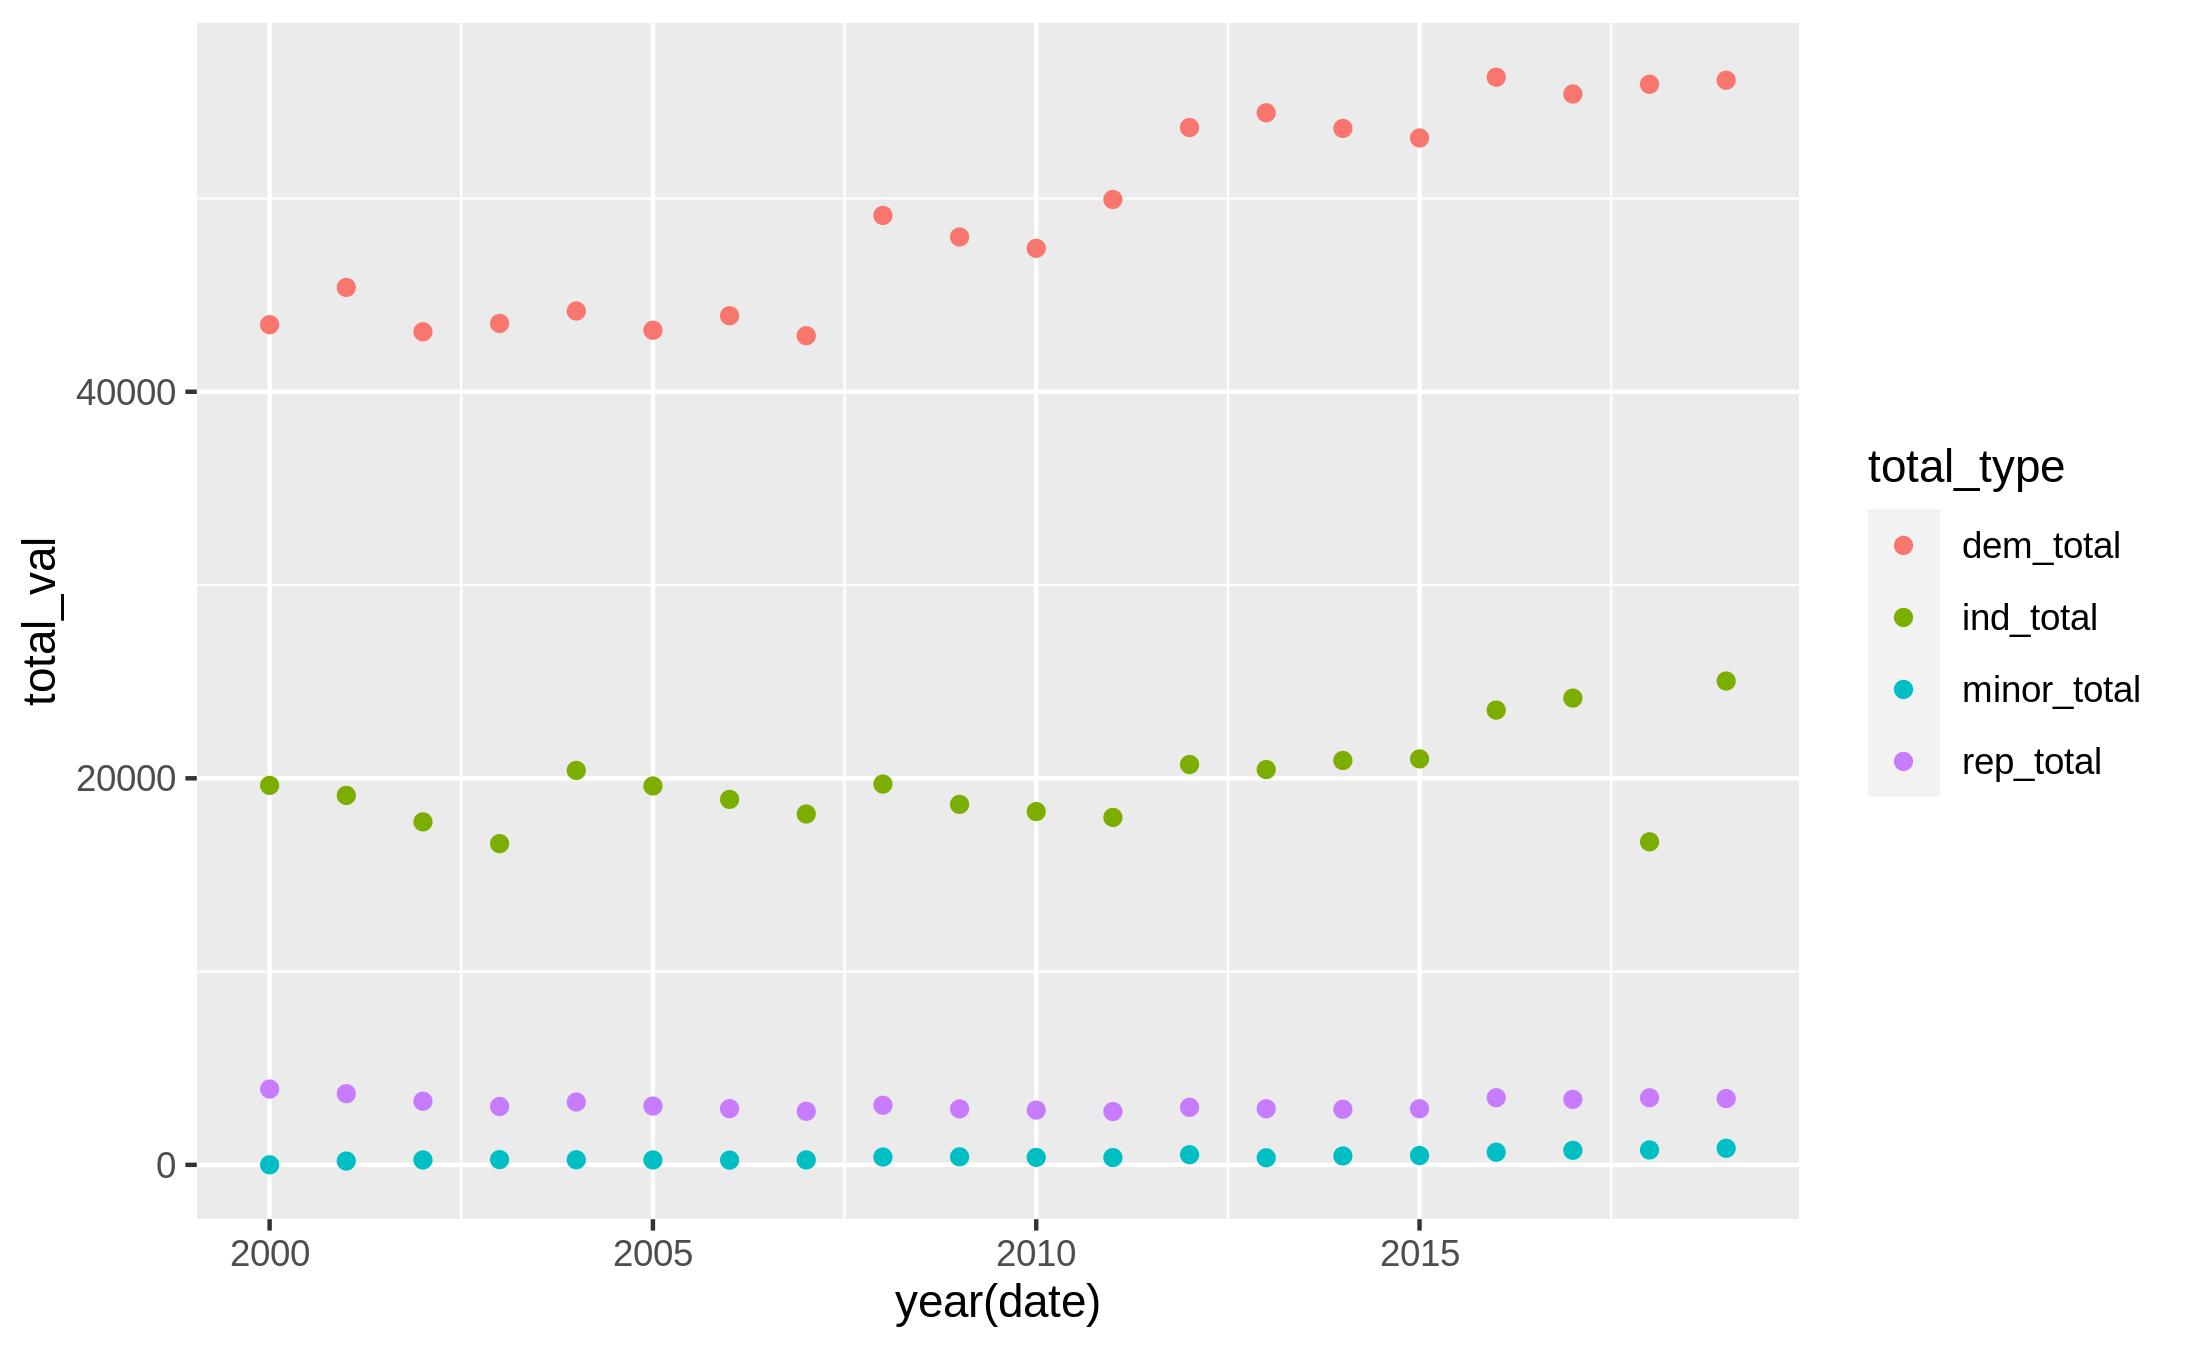 total_val
40000
20000
0
2000 2005 2010 2015
year(date)
total_type
dem_total
ind_total
minor_total
rep_total